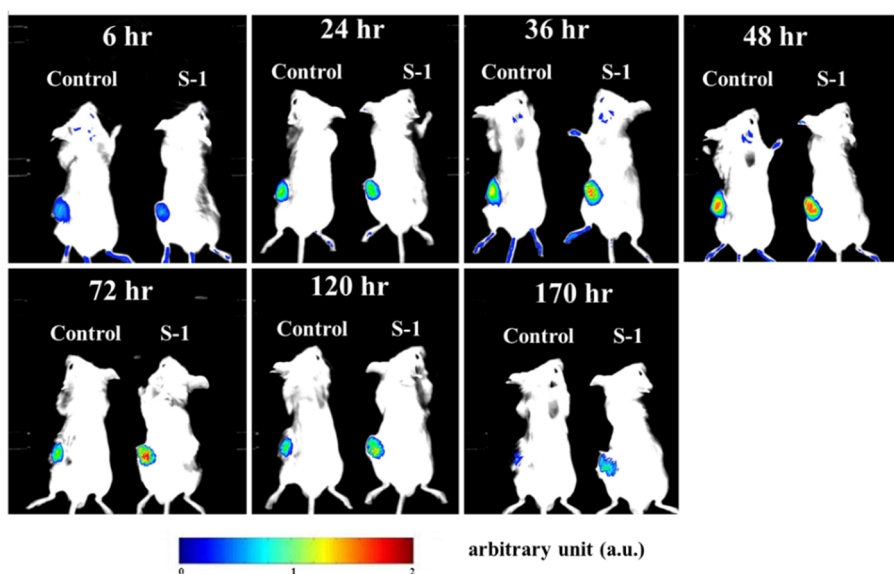 6 hr
Control S-1
24 hr
Control S-1
36 hr
Control S-1
48 hr
Control S-1
72 hr
Control S-1
120 hr
Control S-1
170 hr
Control S-1
0 1 2
arbitrary unit (a.u.)